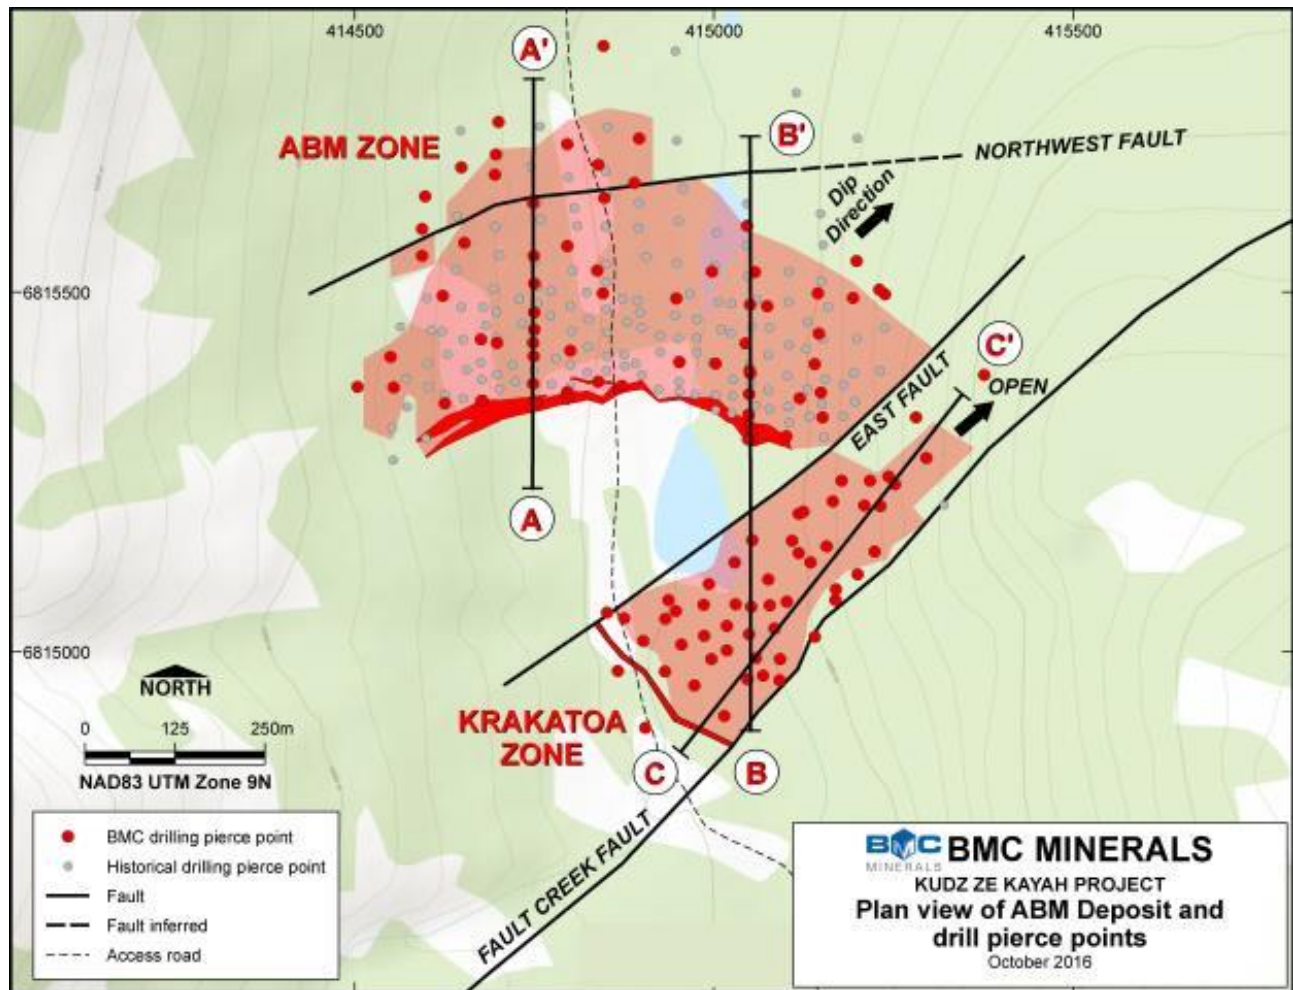 414500
415000
415500
A'
B'
ABM ZONE
NORTHWEST FAULT
Dip
Direction
6815500
C'
OPEN
EAST FAULT
A
6815000
NORTH
0 125 250m
NAD83 UTM Zone 9N
KRAKATOA
ZONE
C
B
FAULT CREEK FAULT
BMC drilling pierce point
Historical drilling pierce point
Fault
Fault inferred
Access road
BMC
MINERALS
BMC MINERALS
KUDZ ZE KAYAH PROJECT
Plan view of ABM Deposit and
drill pierce points
October 2016